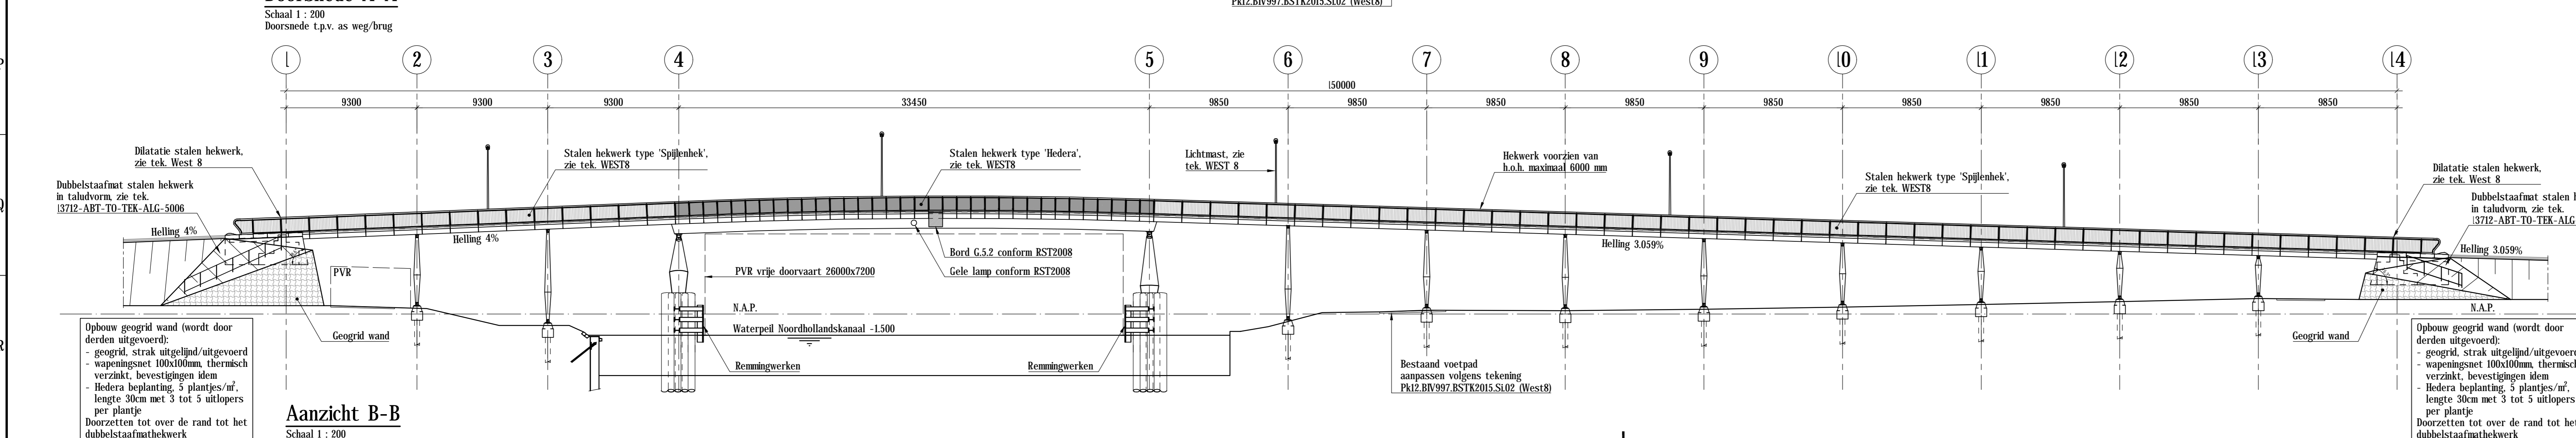 Schaal 1 : 200
Doorsnede t.p.v. as weg/brug
Pk12.BIV997.BSTK2015.SI.02 (West8)
1 2 3 4 5 6 7 8 9 10 11 12 13 14
150000
9300 9300 9300 33450 9850 9850 9850 9850 9850 9850 9850 9850 9850
Dilatatie stalen hekwerk,
zie tek. West 8
Dubbelstaafmat stalen hekwerk
in taludvorm, zie tek.
13712-ABT-TO-TEK-ALG-5006
Helling 4%
Stalen hekwerk type 'Spijlenhek',
zie tek. WEST8
Helling 4%
Stalen hekwerk type 'Hedera',
zie tek. WEST8
Lichtmast, zie
tek. WEST 8
Hekwerk voorzien van
h.o.h. maximaal 6000 mm
Stalen hekwerk type 'Spijlenhek',
zie tek. WEST8
Dilatatie stalen hekwerk,
zie tek. West 8
Dubbelstaafmat stalen h
in taludvorm, zie tek.
13712-ABT-TO-TEK-ALG
Helling 3.059%
Helling 3.059%
Bord G.5.2 conform RST2008
Gele lamp conform RST2008
PVR
PVR vrije doorvaart 26000x7200
N.A.P.
N.A.P.
Waterpeil Noordhollandskanaal -1.500
Geogrid wand
Geogrid wand
Remmingwerken
Remmingwerken
Bestaand voetpad
aanpassen volgens tekening
Pk12.BIV997.BSTK2015.SI.02 (West8)
Opbouw geogrid wand (wordt door
derden uitgevoerd):
- geogrid, strak uitgelijnd/uitgevoerd
- wapeningsnet 100x100mm, thermisch
verzinkt, bevestigingen idem
- Hedera beplanting, 5 plantjes/m²,
lengte 30cm met 3 tot 5 uitlopers
per plantje
Doorzetten tot over de rand tot het
dubbelstaafmathekwerk
Opbouw geogrid wand (wordt door
derden uitgevoerd):
- geogrid, strak uitgelijnd/uitgevoerd
- wapeningsnet 100x100mm, thermisch
verzinkt, bevestigingen idem
- Hedera beplanting, 5 plantjes/m²,
lengte 30cm met 3 tot 5 uitlopers
per plantje
Doorzetten tot over de rand tot het
dubbelstaafmathekwerk
Aanzicht B-B
Schaal 1 : 200
Q
R